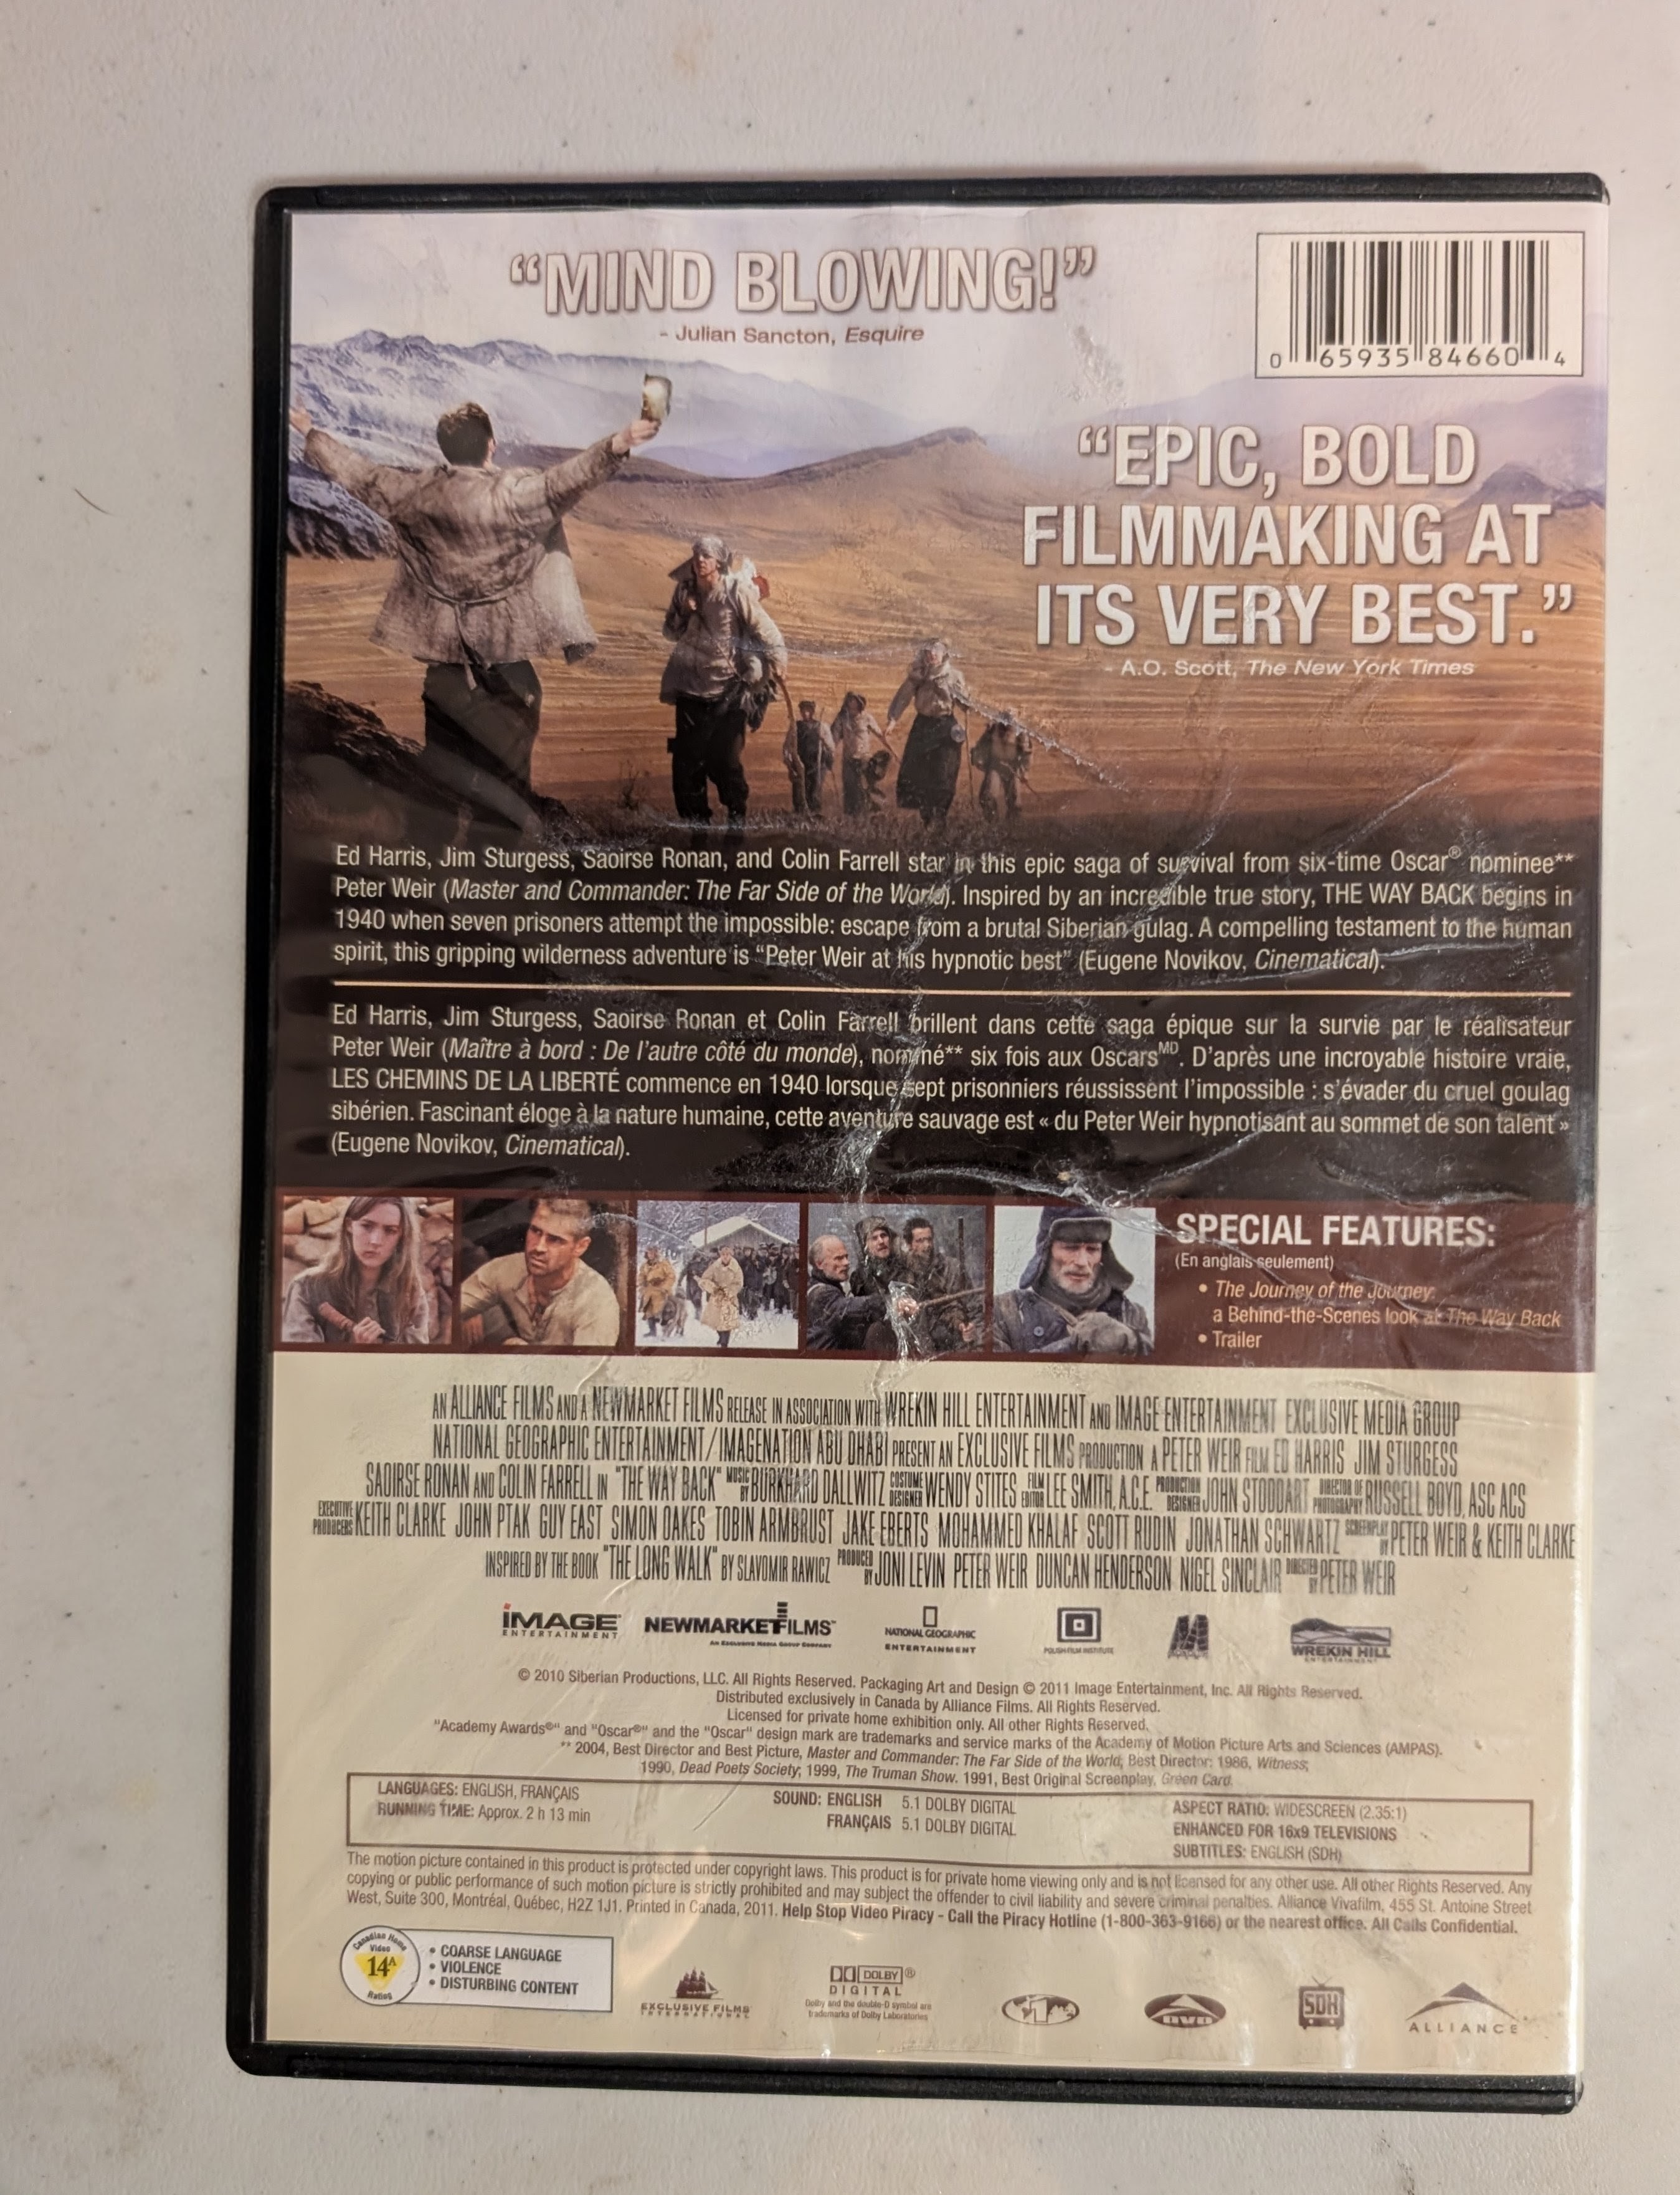 “MIND BLOWING!”
- Julian Sancton, Esquire
0 65935 84660 4
“EPIC, BOLD
FILMMAKING AT
ITS VERY BEST.”
- A.O. Scott, The New York Times
Ed Harris, Jim Sturgess, Saoirse Ronan, and Colin Farrell star in this epic saga of survival from six-time Oscar® nominee**
Peter Weir (Master and Commander: The Far Side of the World). Inspired by an incredible true story, THE WAY BACK begins in
1940 when seven prisoners attempt the impossible: escape from a brutal Siberian gulag. A compelling testament to the human
spirit, this gripping wilderness adventure is “Peter Weir at his hypnotic best” (Eugene Novikov, Cinematical).
Ed Harris, Jim Sturgess, Saoirse Ronan et Colin Farrell brillent dans cette saga épique sur la survie par le réalisateur
Peter Weir (Maître à bord : De l’autre côté du monde), nommé** six fois aux OscarsMD. D’après une incroyable histoire vraie,
LES CHEMINS DE LA LIBERTÉ commence en 1940 lorsque sept prisonniers réussissent l’impossible : s’évader du cruel goulag
sibérien. Fascinant éloge à la nature humaine, cette aventure sauvage est « du Peter Weir hypnotisant au sommet de son talent »
(Eugene Novikov, Cinematical).
SPECIAL FEATURES:
(En anglais seulement)
• The Journey of the Journey:
a Behind-the-Scenes look at The Way Back
• Trailer
AN ALLIANCE FILMS AND A NEWMARKET FILMS RELEASE IN ASSOCIATION WITH WREKIN HILL ENTERTAINMENT AND IMAGE ENTERTAINMENT EXCLUSIVE MEDIA GROUP
NATIONAL GEOGRAPHIC ENTERTAINMENT/IMAGENATION ABU DHABI PRESENT AN EXCLUSIVE FILMS PRODUCTION A PETER WEIR FILM ED HARRIS JIM STURGESS
SAOIRSE RONAN AND COLIN FARRELL IN "THE WAY BACK" MUSIC BY BURKHARD DALLWITZ COSTUME DESIGNER WENDY STITES FILM EDITOR LEE SMITH, A.C.E. PRODUCTION DESIGNER JOHN STODDART DIRECTOR OF PHOTOGRAPHY RUSSELL BOYD, ASC ACS
EXECUTIVE PRODUCERS KEITH CLARKE JOHN PTAK GUY EAST SIMON OAKES TOBIN ARMBRUST JAKE EBERTS MOHAMMED KHALAF SCOTT RUDIN JONATHAN SCHWARTZ SCREENPLAY BY PETER WEIR & KEITH CLARKE
INSPIRED BY THE BOOK "THE LONG WALK" BY SLAVOMIR RAWICZ PRODUCED BY JONI LEVIN PETER WEIR DUNCAN HENDERSON NIGEL SINCLAIR DIRECTED BY PETER WEIR
IMAGE ENTERTAINMENT
NEWMARKET FILMS™
AN EXCLUSIVE MEDIA GROUP COMPANY
NATIONAL GEOGRAPHIC
ENTERTAINMENT
POLISH FILM INSTITUTE
WREKIN HILL
ENTERTAINMENT
© 2010 Siberian Productions, LLC. All Rights Reserved. Packaging Art and Design © 2011 Image Entertainment, Inc. All Rights Reserved.
Distributed exclusively in Canada by Alliance Films. All Rights Reserved.
Licensed for private home exhibition only. All other Rights Reserved.
"Academy Awards®" and "Oscar®" and the "Oscar" design mark are trademarks and service marks of the Academy of Motion Picture Arts and Sciences (AMPAS).
** 2004, Best Director and Best Picture, Master and Commander: The Far Side of the World; Best Director: 1986, Witness;
1990, Dead Poets Society; 1999, The Truman Show. 1991, Best Original Screenplay, Green Card.
LANGUAGES: ENGLISH, FRANÇAIS
RUNNING TIME: Approx. 2 h 13 min
SOUND: ENGLISH 5.1 DOLBY DIGITAL
FRANÇAIS 5.1 DOLBY DIGITAL
ASPECT RATIO: WIDESCREEN (2.35:1)
ENHANCED FOR 16x9 TELEVISIONS
SUBTITLES: ENGLISH (SDH)
The motion picture contained in this product is protected under copyright laws. This product is for private home viewing only and is not licensed for any other use. All other Rights Reserved. Any
copying or public performance of such motion picture is strictly prohibited and may subject the offender to civil liability and severe criminal penalties. Alliance Vivafilm, 455 St. Antoine Street
West, Suite 300, Montréal, Québec, H2Z 1J1. Printed in Canada, 2011. Help Stop Video Piracy - Call the Piracy Hotline (1-800-363-9166) or the nearest office. All Calls Confidential.
Canadian Home
Video
14A
Rating
• COARSE LANGUAGE
• VIOLENCE
• DISTURBING CONTENT
EXCLUSIVE FILMS
INTERNATIONAL
DOLBY®
DIGITAL
Dolby and the double-D symbol are
trademarks of Dolby Laboratories
1
DVD
SDH
ALLIANCE